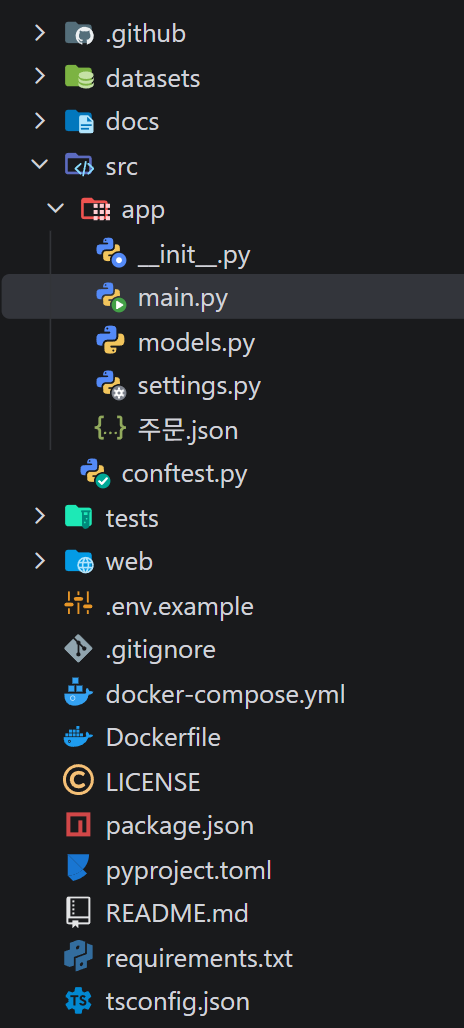 .github
datasets
docs
src
app
__init__.py
main.py
models.py
settings.py
주문.json
conftest.py
tests
web
.env.example
.gitignore
docker-compose.yml
Dockerfile
LICENSE
package.json
pyproject.toml
README.md
requirements.txt
tsconfig.json